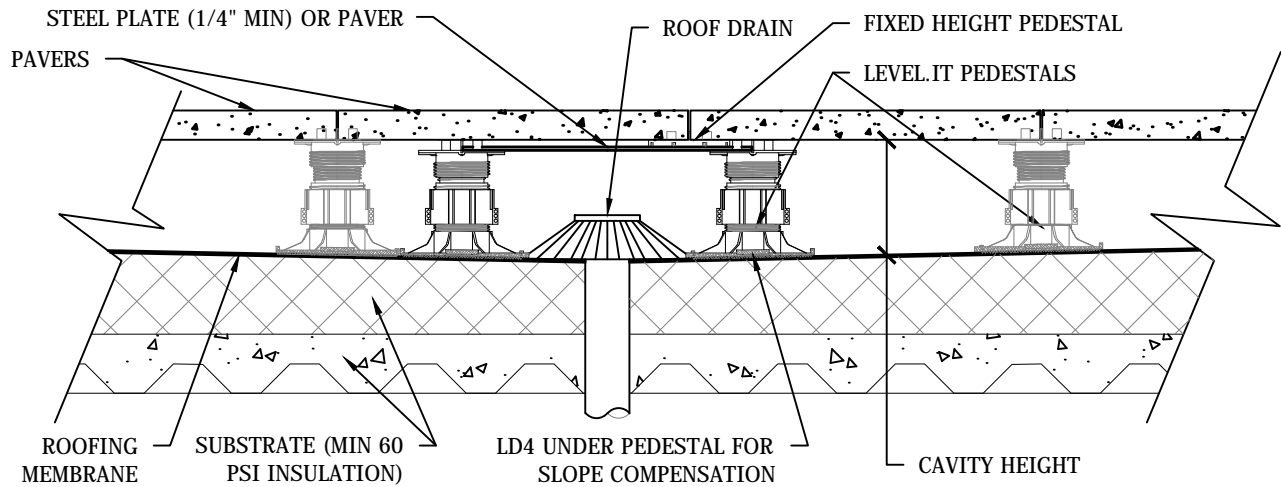 STEEL PLATE (1/4" MIN) OR PAVER
ROOF DRAIN
FIXED HEIGHT PEDESTAL
PAVERS
LEVEL.IT PEDESTALS
ROOFING
MEMBRANE
SUBSTRATE (MIN 60
PSI INSULATION)
LD4 UNDER PEDESTAL FOR
SLOPE COMPENSATION
CAVITY HEIGHT